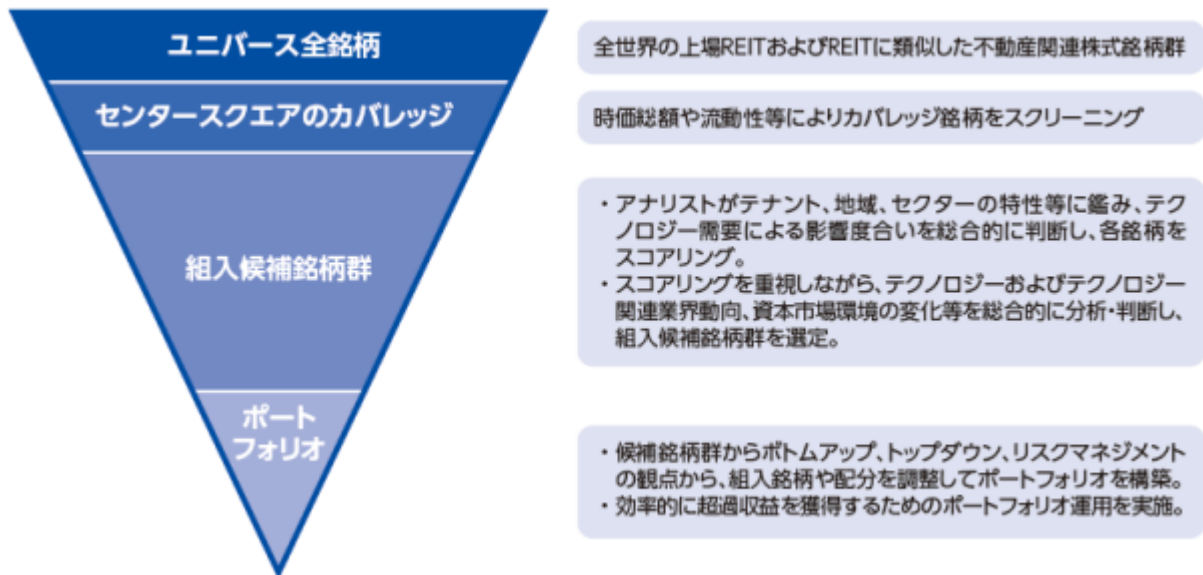 ユニバース全銘柄
全世界の上場REITおよびREITに類似した不動産関連株式銘柄群
センタースクエアのカバレッジ
時価総額や流動性等によりカバレッジ銘柄をスクリーニング
組入候補銘柄群
・アナリストがテナント、地域、セクターの特性等に鑑み、テク
ノロジー需要による影響度合いを総合的に判断し、各銘柄を
スコアリング。
・スコアリングを重視しながら、テクノロジーおよびテクノロジー
関連業界動向、資本市場環境の変化等を総合的に分析・判断し、
組入候補銘柄群を選定。
ポート
フォリオ
・候補銘柄群からボトムアップ、トップダウン、リスクマネジメント
の観点から、組入銘柄や配分を調整してポートフォリオを構築。
・効率的に超過収益を獲得するためのポートフォリオ運用を実施。